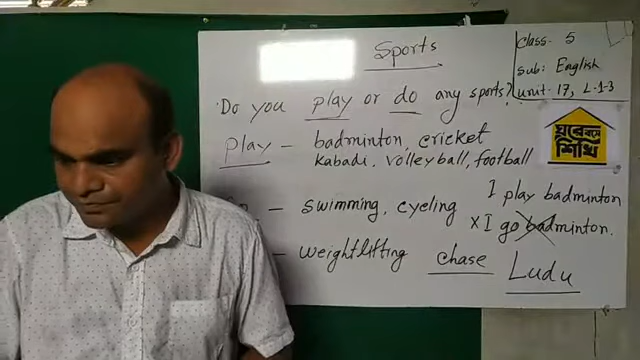 Sports
Class- 5
Sub: English
Unit- 17, L-1-3
Do you play or do any sports?
play – badminton, cricket
kabadi, volleyball, football
ঘরে বসে
শিখি
– swimming, cycling
I play badminton
x I go badminton.
– weightlifting
chase
Ludu